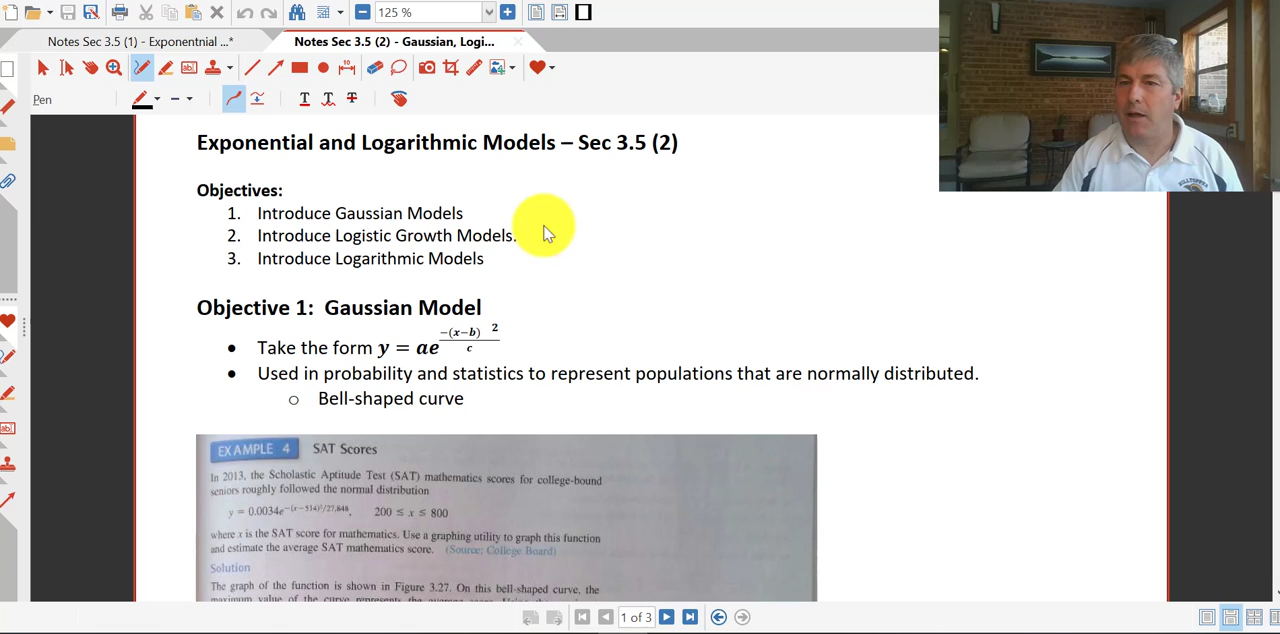 125 %
Notes Sec 3.5 (1) - Exponentnial ...*
Notes Sec 3.5 (2) - Gaussian, Logi...
Pen
Exponential and Logarithmic Models – Sec 3.5 (2)
Objectives:
1. Introduce Gaussian Models
2. Introduce Logistic Growth Models.
3. Introduce Logarithmic Models
Objective 1: Gaussian Model
• Take the form y = ae^(-(x-b)²/c)
• Used in probability and statistics to represent populations that are normally distributed.
o Bell-shaped curve
EXAMPLE 4 SAT Scores
In 2013, the Scholastic Aptitude Test (SAT) mathematics scores for college-bound
seniors roughly followed the normal distribution
y = 0.0034e^-(x-514)²/27,848, 200 ≤ x ≤ 800
where x is the SAT score for mathematics. Use a graphing utility to graph this function
and estimate the average SAT mathematics score. (Source: College Board)
Solution
The graph of the function is shown in Figure 3.27. On this bell-shaped curve, the
1 of 3